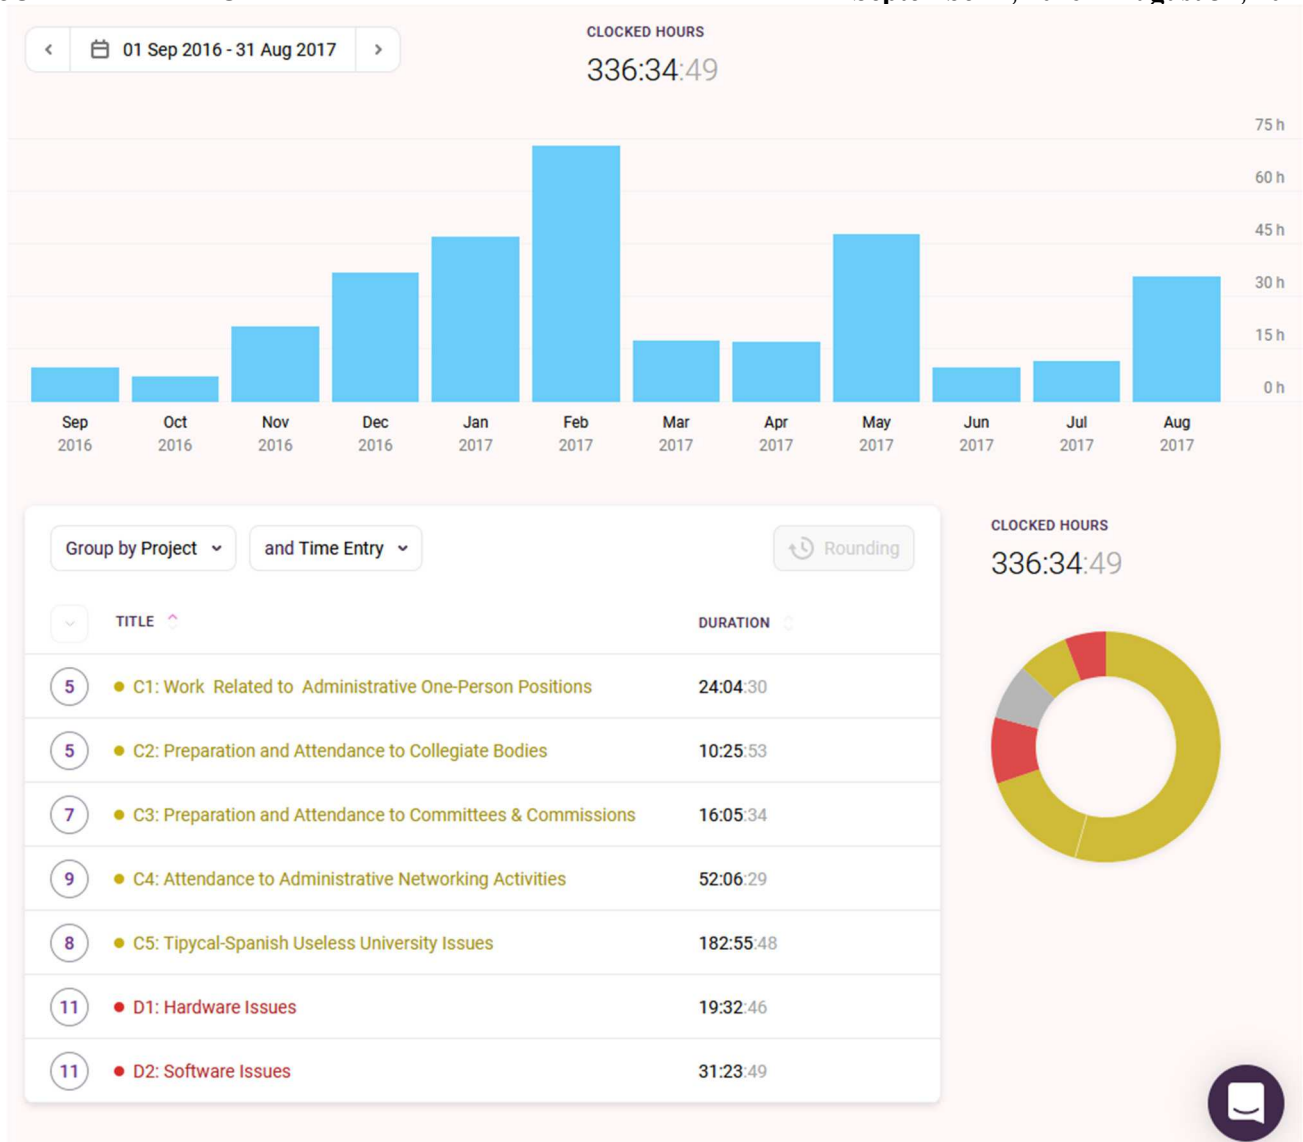 01 Sep 2016 - 31 Aug 2017
CLOCKED HOURS
336:34:49
75 h
60 h
45 h
30 h
15 h
0 h
Sep Oct Nov Dec Jan Feb Mar Apr May Jun Jul Aug
2016 2016 2016 2016 2017 2017 2017 2017 2017 2017 2017 2017
Group by Project and Time Entry Rounding
CLOCKED HOURS
336:34:49
TITLE DURATION
5 C1: Work Related to Administrative One-Person Positions 24:04:30
5 C2: Preparation and Attendance to Collegiate Bodies 10:25:53
7 C3: Preparation and Attendance to Committees & Commissions 16:05:34
9 C4: Attendance to Administrative Networking Activities 52:06:29
8 C5: Tipycal-Spanish Useless University Issues 182:55:48
11 D1: Hardware Issues 19:32:46
11 D2: Software Issues 31:23:49